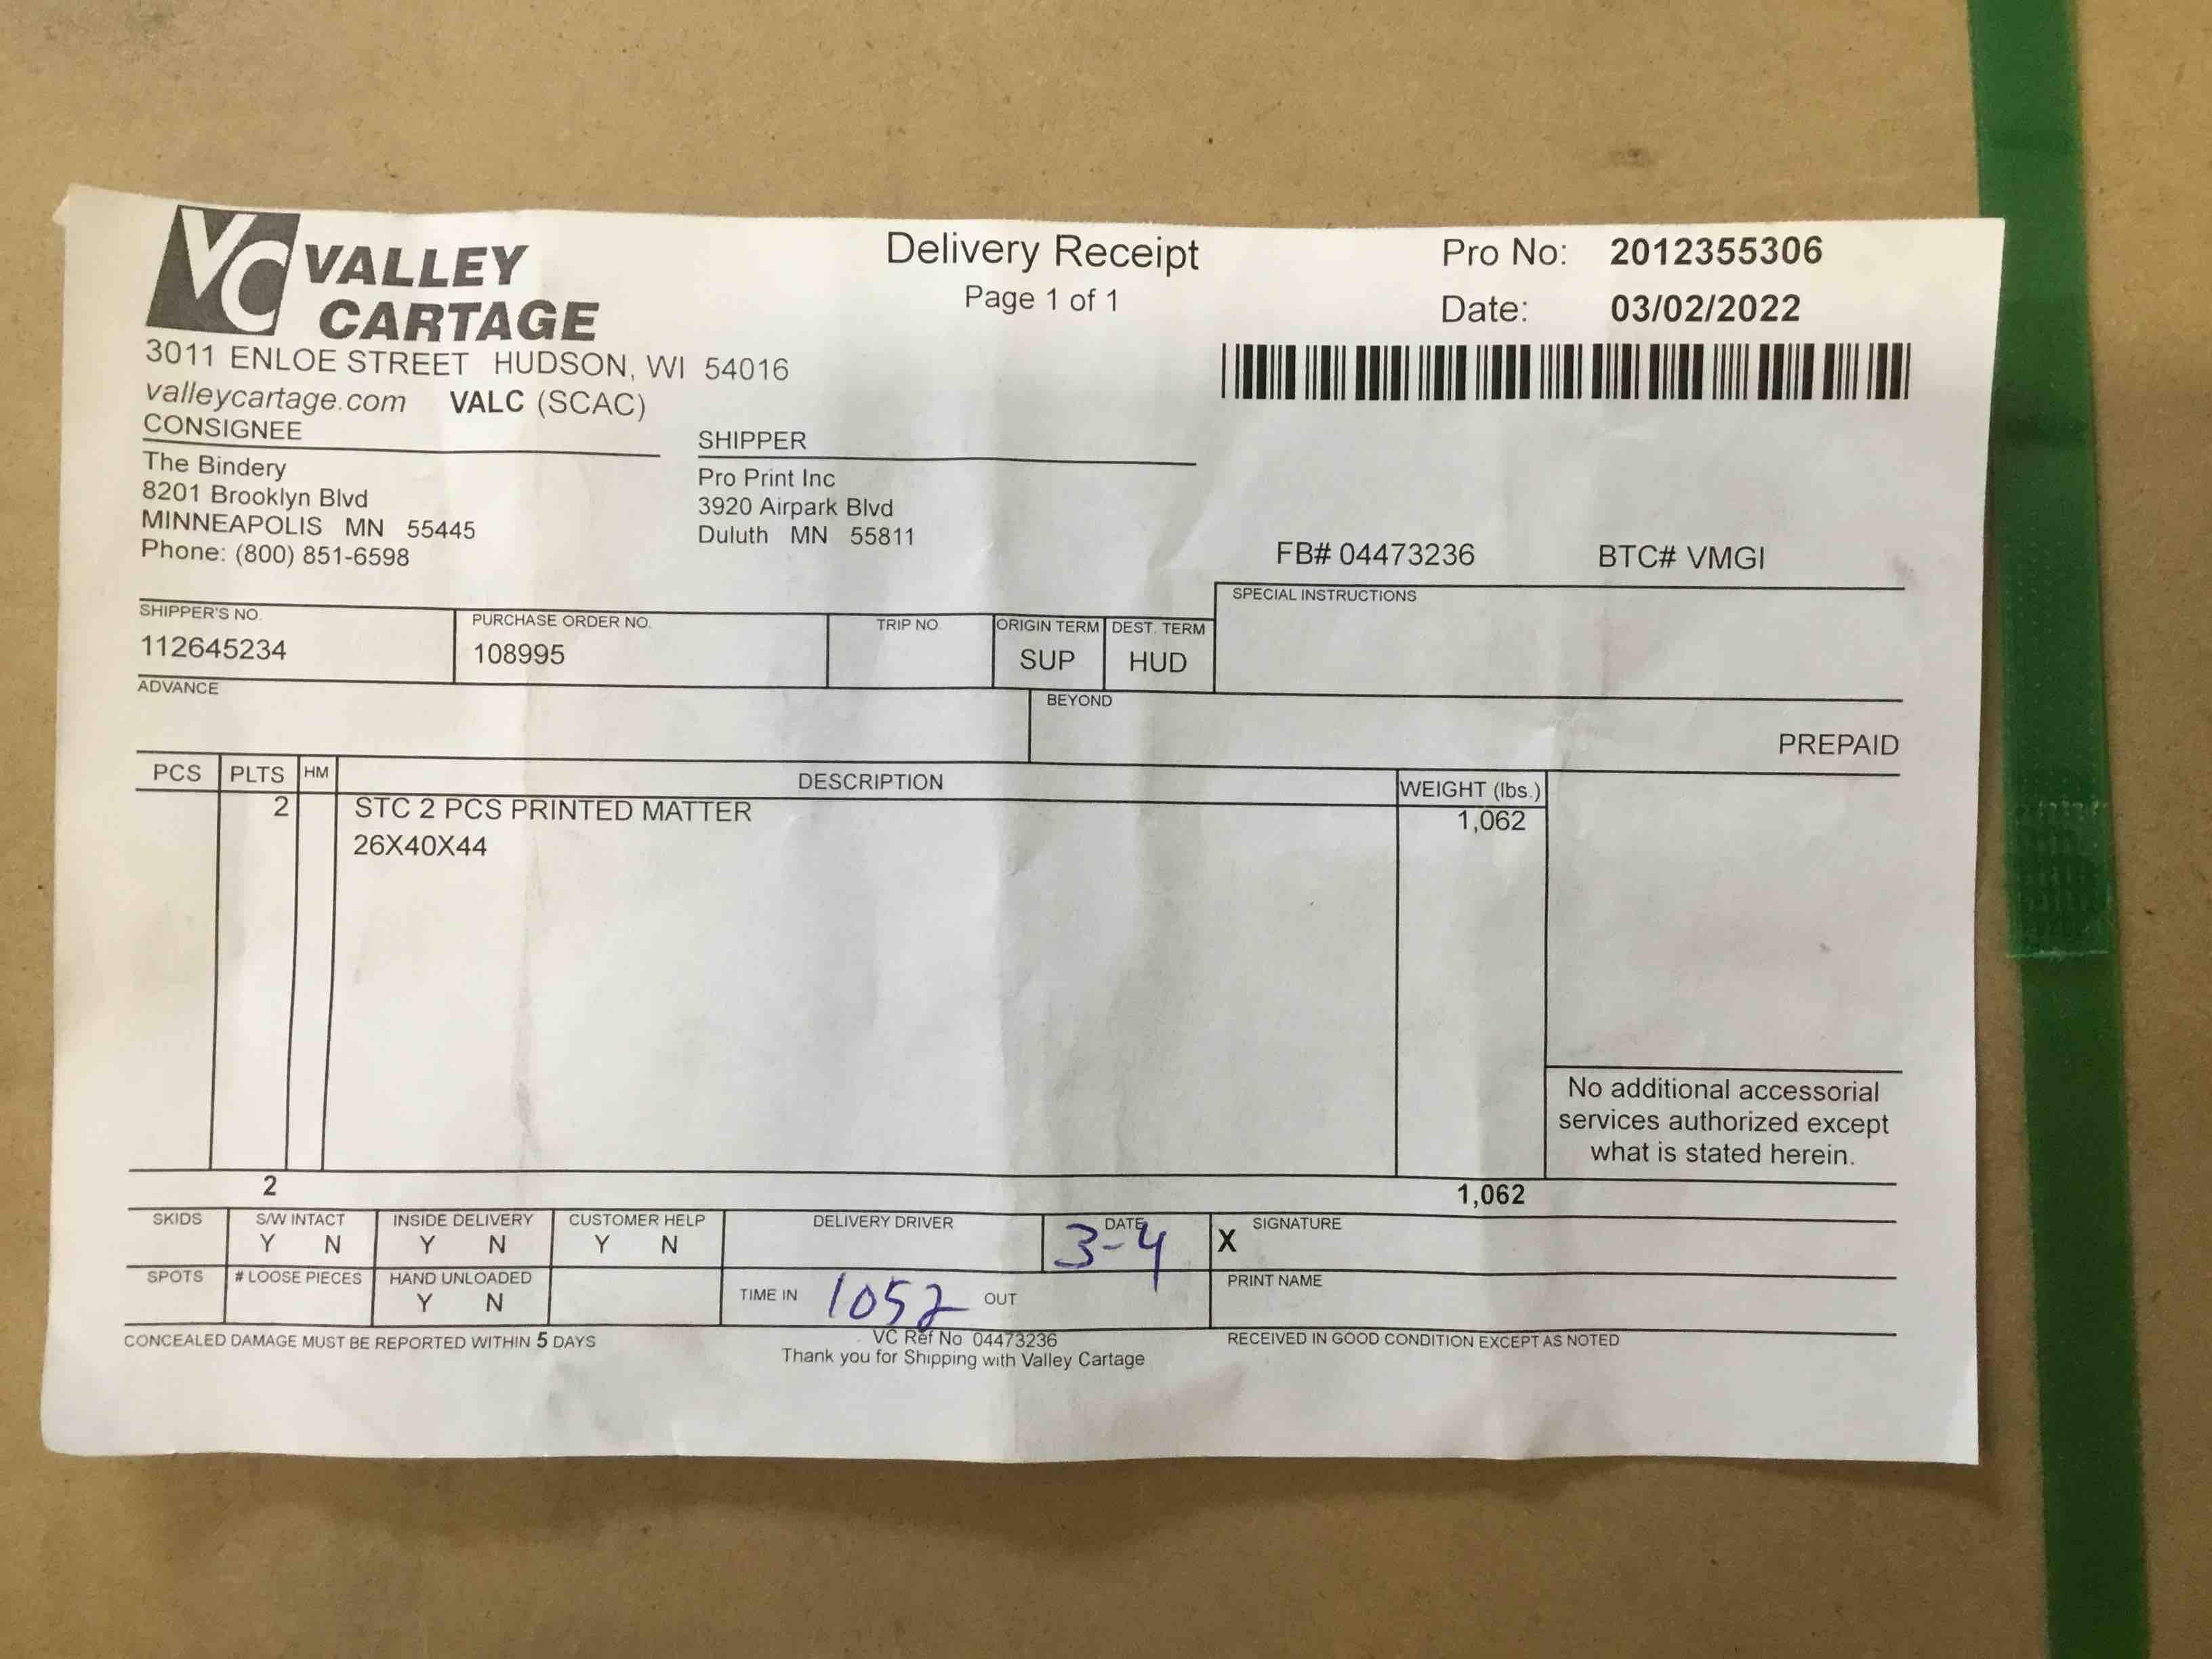 VC VALLEY
CARTAGE
3011 ENLOE STREET HUDSON, WI 54016
valleycartage.com VALC (SCAC)
Delivery Receipt
Page 1 of 1
Pro No: 2012355306
Date: 03/02/2022
CONSIGNEE
The Bindery
8201 Brooklyn Blvd
MINNEAPOLIS MN 55445
Phone: (800) 851-6598
SHIPPER
Pro Print Inc
3920 Airpark Blvd
Duluth MN 55811
FB# 04473236 BTC# VMGI
SHIPPER'S NO. PURCHASE ORDER NO. TRIP NO. ORIGIN TERM DEST. TERM SPECIAL INSTRUCTIONS
112645234 108995 SUP HUD
ADVANCE BEYOND
PREPAID
PCS PLTS HM DESCRIPTION WEIGHT (lbs.)
2 STC 2 PCS PRINTED MATTER 1,062
26X40X44
No additional accessorial
services authorized except
what is stated herein.
2 1,062
SKIDS S/W INTACT INSIDE DELIVERY CUSTOMER HELP DELIVERY DRIVER DATE SIGNATURE
Y N Y N Y N 3-4 X
SPOTS # LOOSE PIECES HAND UNLOADED TIME IN 1052 OUT PRINT NAME
Y N
CONCEALED DAMAGE MUST BE REPORTED WITHIN 5 DAYS VC Ref No 04473236 RECEIVED IN GOOD CONDITION EXCEPT AS NOTED
Thank you for Shipping with Valley Cartage